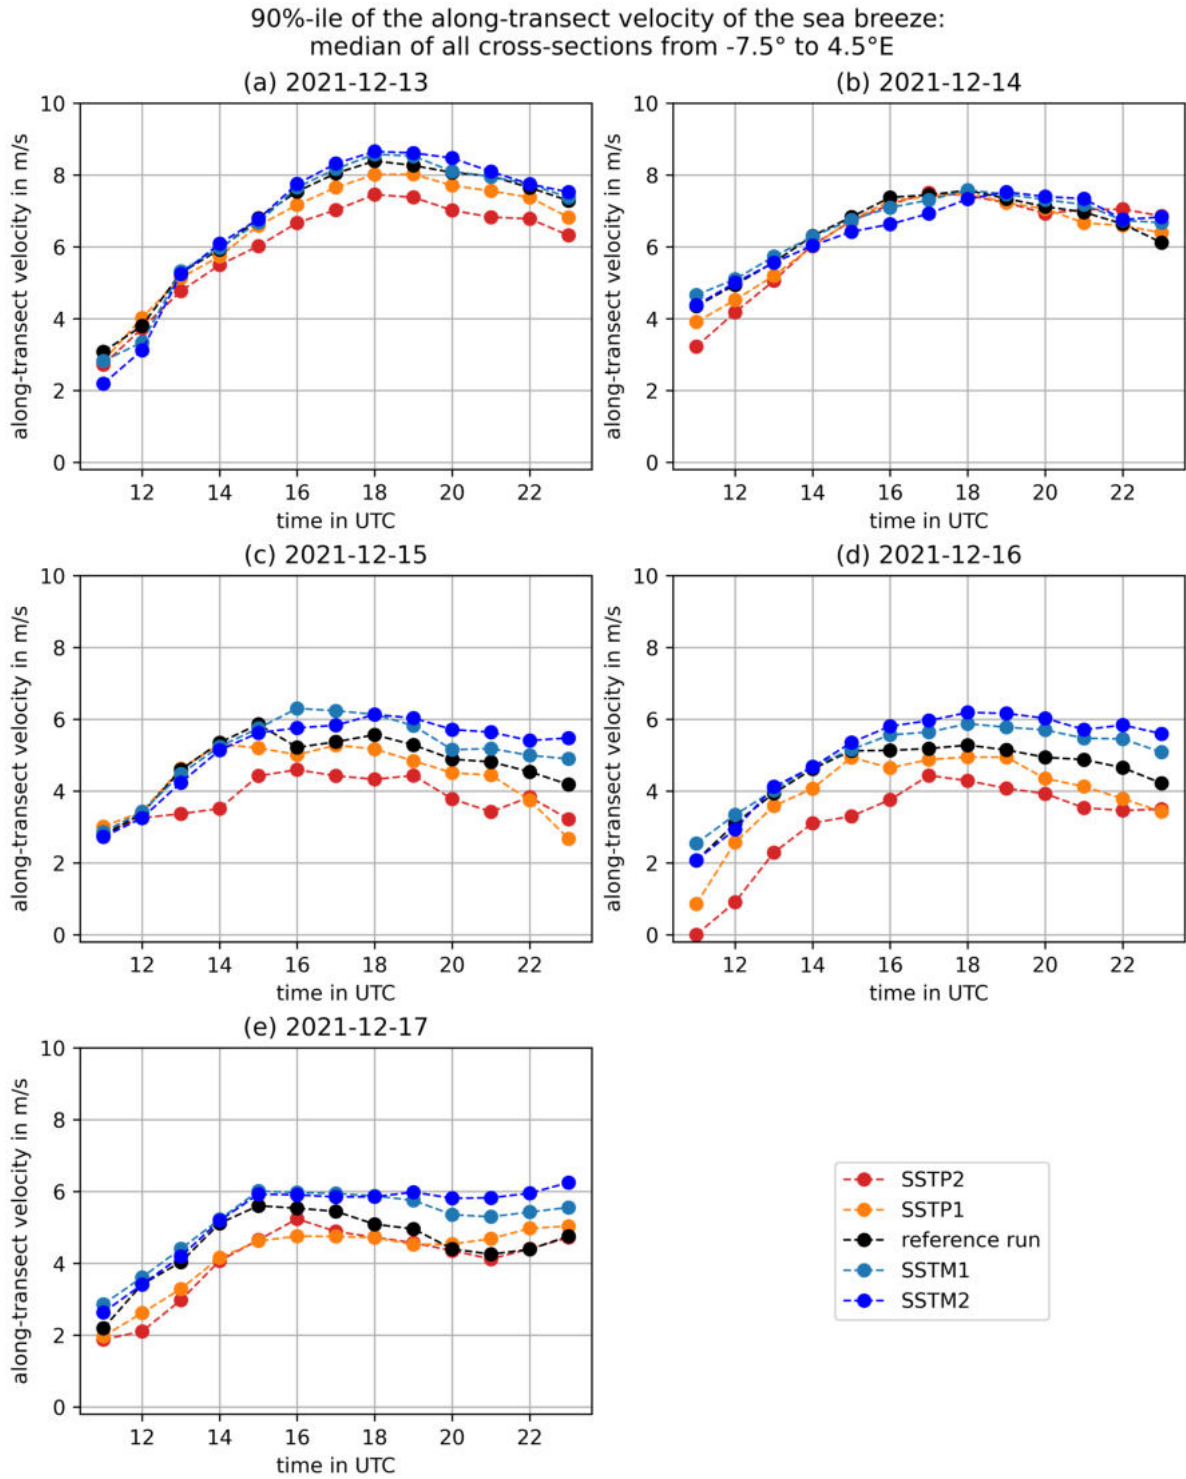 90%-ile of the along-transect velocity of the sea breeze:
median of all cross-sections from -7.5° to 4.5°E
(a) 2021-12-13
along-transect velocity in m/s
10
8
6
4
2
0
12 14 16 18 20 22
time in UTC
(b) 2021-12-14
along-transect velocity in m/s
10
8
6
4
2
0
12 14 16 18 20 22
time in UTC
(c) 2021-12-15
along-transect velocity in m/s
10
8
6
4
2
0
12 14 16 18 20 22
time in UTC
(d) 2021-12-16
along-transect velocity in m/s
10
8
6
4
2
0
12 14 16 18 20 22
time in UTC
(e) 2021-12-17
along-transect velocity in m/s
10
8
6
4
2
0
12 14 16 18 20 22
time in UTC
SSTP2
SSTP1
reference run
SSTM1
SSTM2